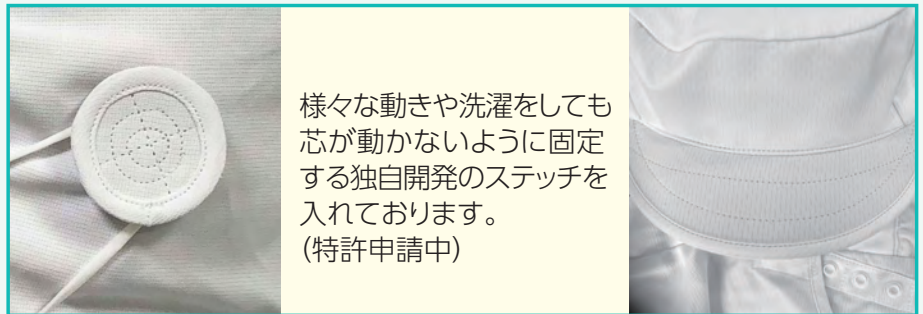 様々な動きや洗濯をしても
芯が動かないように固定
する独自開発のステッチを
入れております。
(特許申請中)